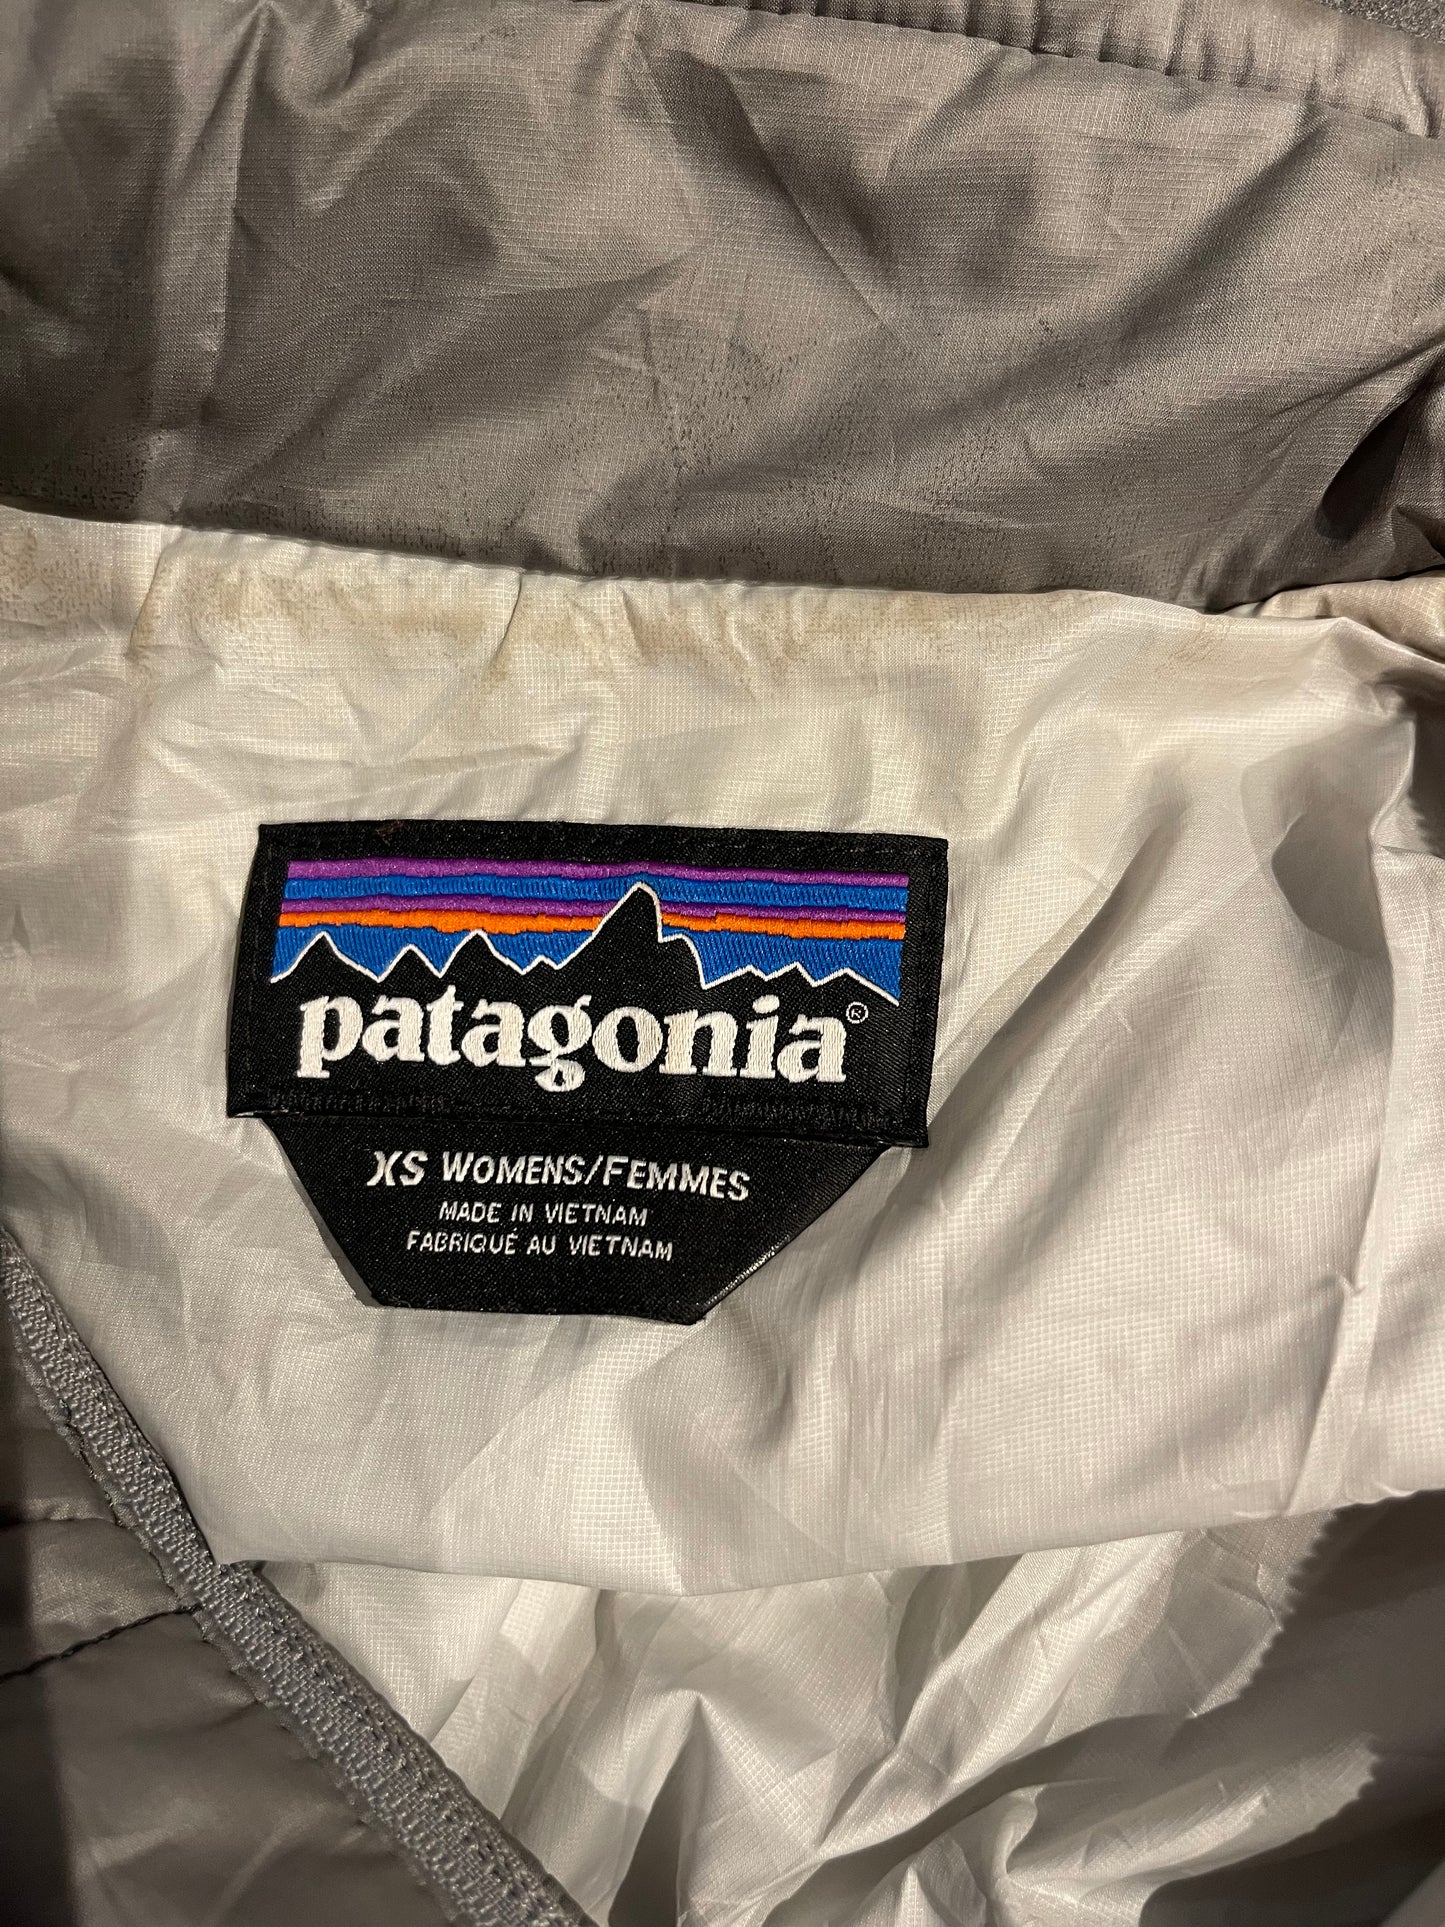 patagonia®
XS WOMENS/FEMMES
MADE IN VIETNAM
FABRIQUÉ AU VIETNAM